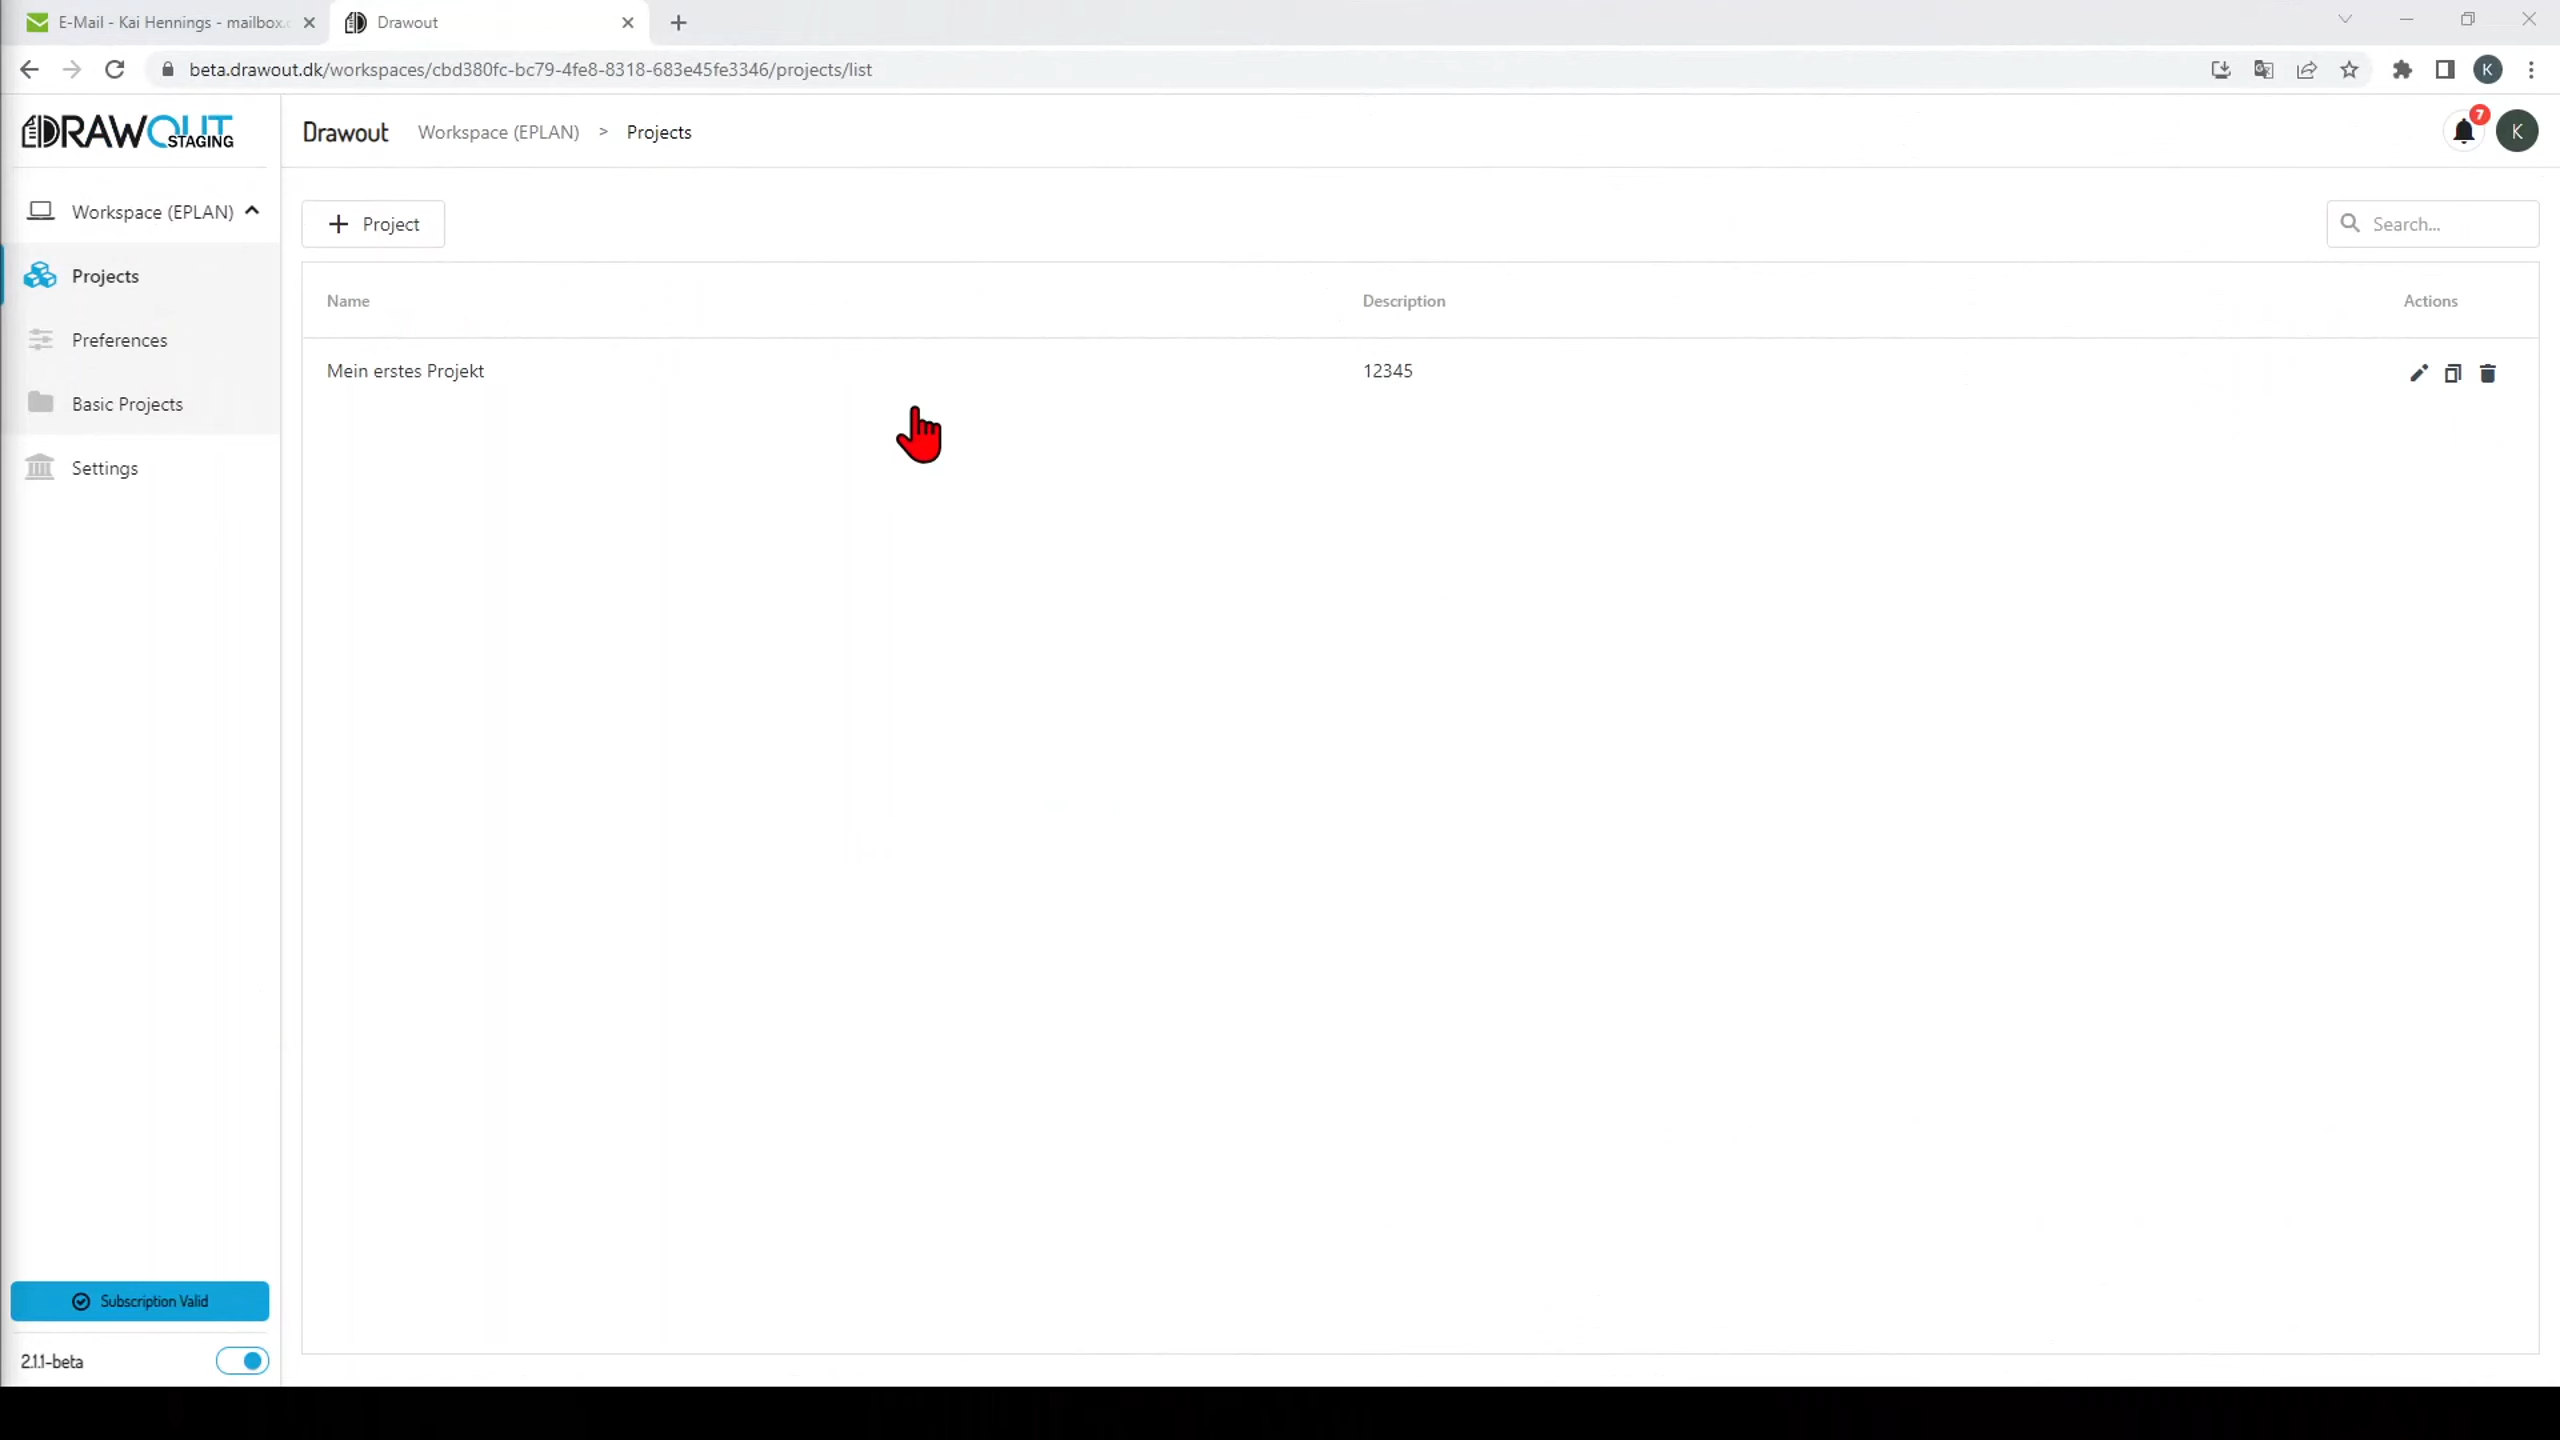 E-Mail - Kai Hennings - mailbox.
Drawout
beta.drawout.dk/workspaces/cbd380fc-bc79-4fe8-8318-683e45fe3346/projects/list
K
DRAWOUT
STAGING
Drawout Workspace (EPLAN) > Projects
7
K
Workspace (EPLAN)
Projects
Preferences
Basic Projects
Settings
+ Project
Search...
Name Description Actions
Mein erstes Projekt 12345
Subscription Valid
2.1.1-beta